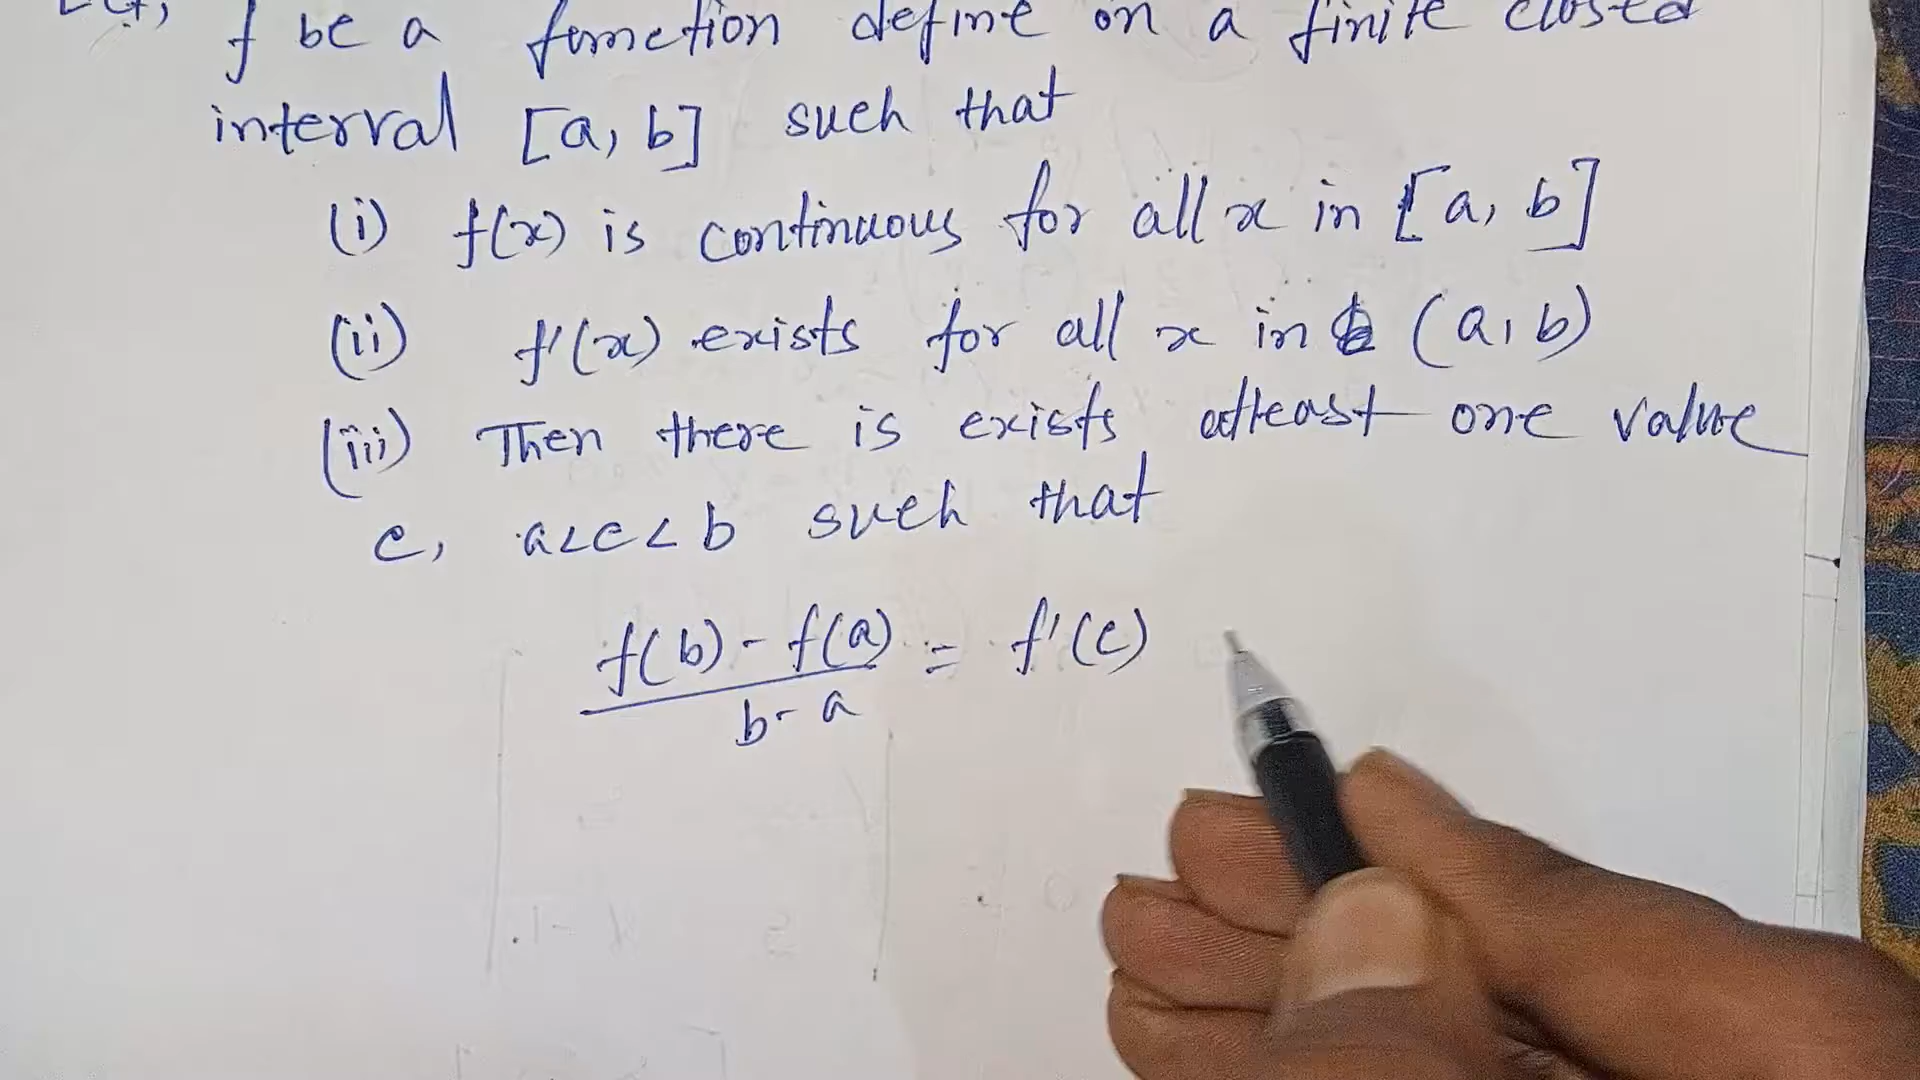 Let, f be a function define on a finite closed
interval [a, b] such that
(i) f(x) is continuous for all x in [a, b]
(ii) f'(x) exists for all x in (a, b)
(iii) Then there is exists atleast one value
c, a<c<b such that
f(b) - f(a) = f'(c)
b - a